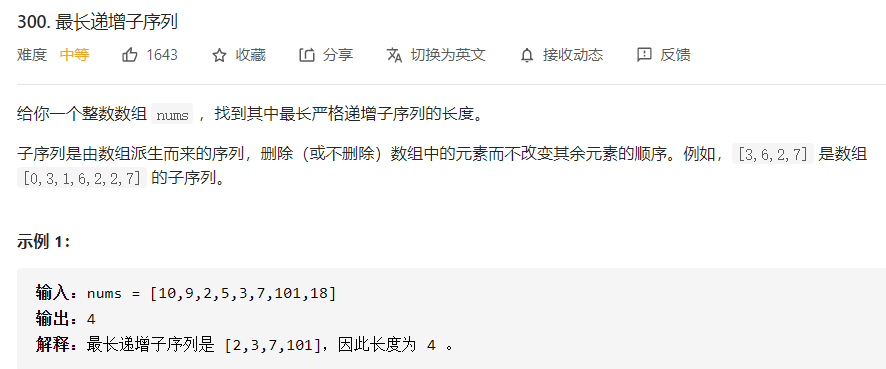 300. 最长递增子序列
难度 中等 1643 收藏 分享 切换为英文 接收动态 反馈
给你一个整数数组 nums ，找到其中最长严格递增子序列的长度。
子序列是由数组派生而来的序列，删除（或不删除）数组中的元素而不改变其余元素的顺序。例如，[3,6,2,7] 是数组
[0,3,1,6,2,2,7] 的子序列。
示例 1：
输入：nums = [10,9,2,5,3,7,101,18]
输出：4
解释：最长递增子序列是 [2,3,7,101]，因此长度为 4 。